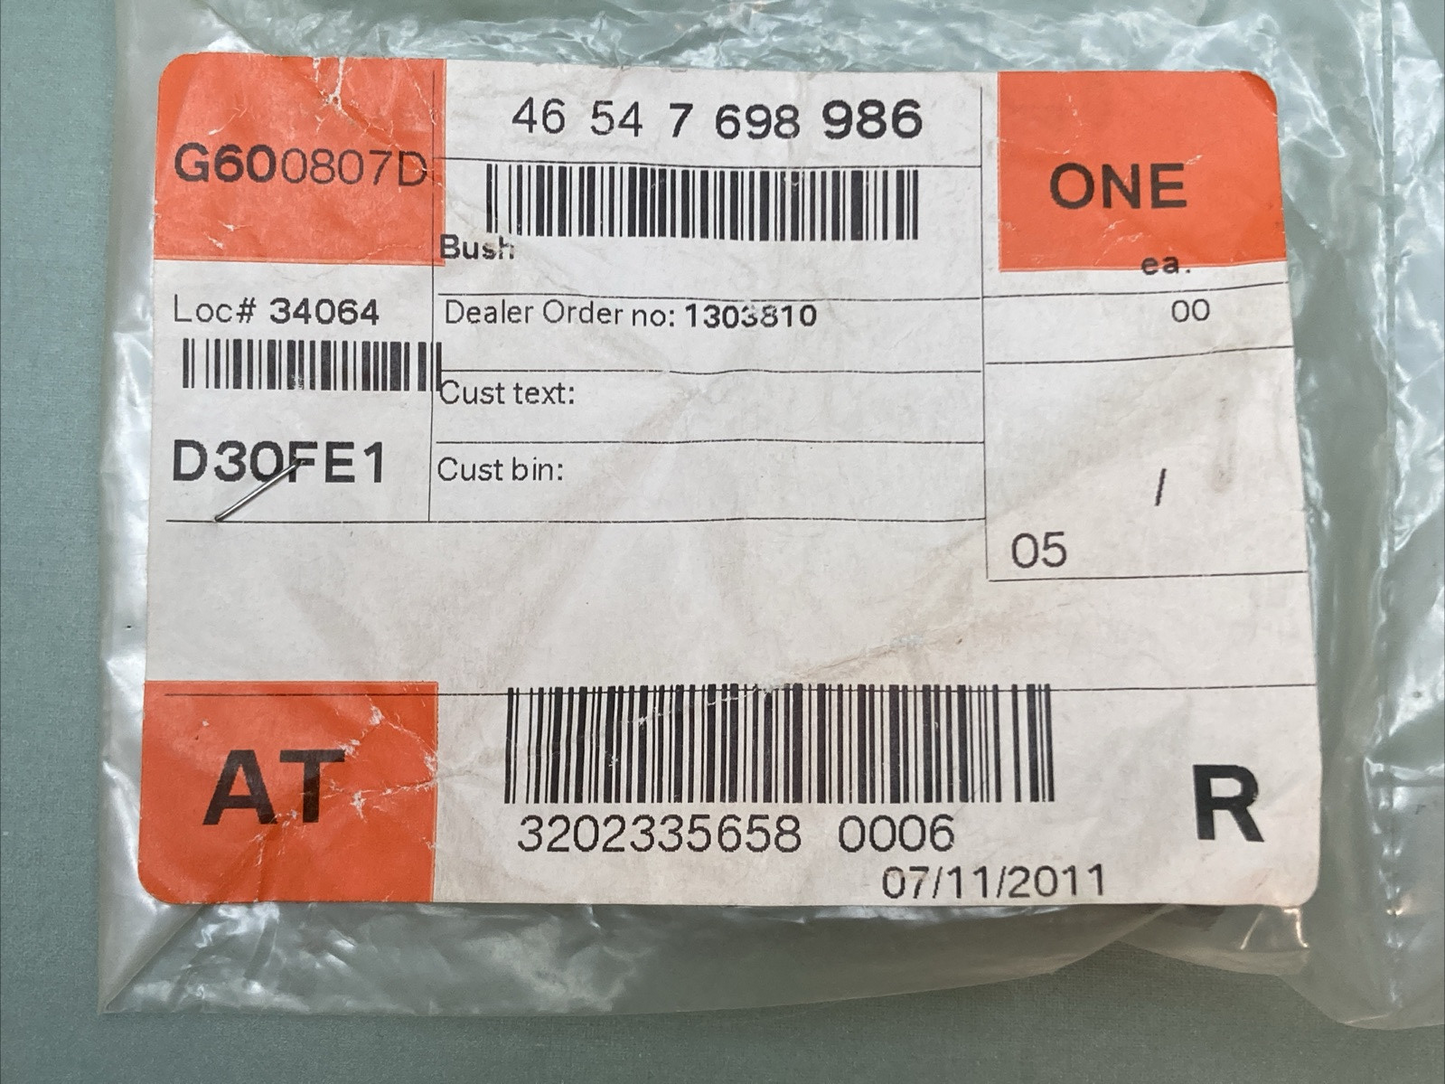 46 54 7 698 986
G600807D
ONE
Bush
ea.
Loc# 34064
Dealer Order no: 1303810
00
Cust text:
D30FE1
Cust bin:
/
05
AT
R
3202335658 0006
07/11/2011